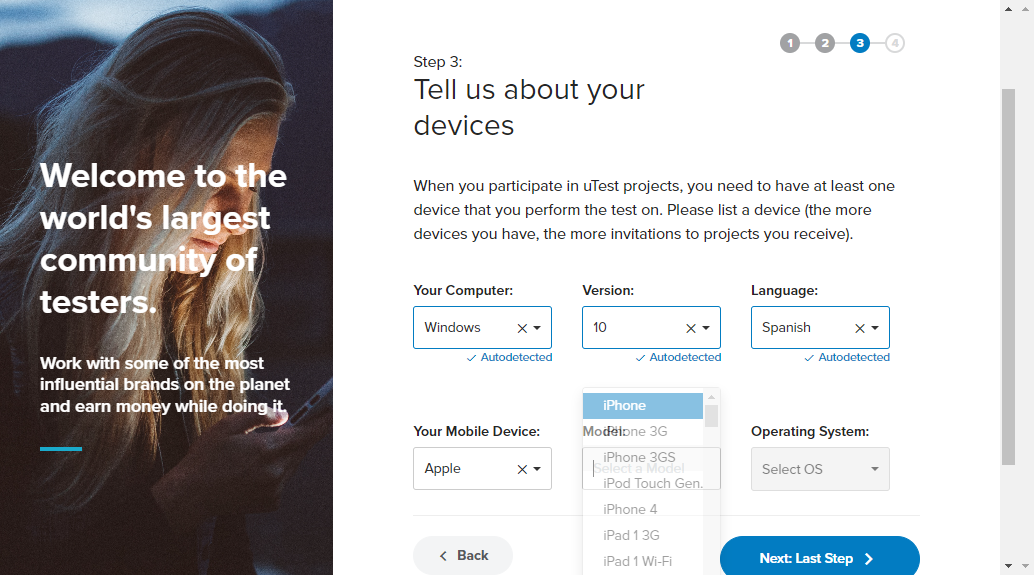 Welcome to the
world's largest
community of
testers.
Work with some of the most
influential brands on the planet
and earn money while doing it.
1
2
3
4
Step 3:
Tell us about your
devices
When you participate in uTest projects, you need to have at least one
device that you perform the test on. Please list a device (the more
devices you have, the more invitations to projects you receive).
Your Computer:
Version:
Language:
Windows
10
Spanish
Autodetected
Autodetected
Autodetected
Your Mobile Device:
Model:
Operating System:
Apple
Select a Model
Select OS
iPhone
iPhone 3G
iPhone 3GS
iPod Touch Gen.
iPhone 4
iPad 1 3G
iPad 1 Wi-Fi
Back
Next: Last Step